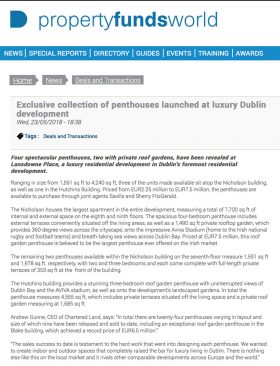 propertyfundsworld
NEWS | SPECIAL REPORTS | DIRECTORY | GUIDES | EVENTS | TRAINING | AWARDS
Home News Deals and Transactions
Exclusive collection of penthouses launched at luxury Dublin
development
Wed, 23/05/2018 - 18:38
Tags : Deals and Transactions
Four spectacular penthouses, two with private roof gardens, have been revealed at
Lansdowne Place, a luxury residential development in Dublin's foremost residential
development.
Ranging in size from 1,591 sq ft to 4,240 sq ft, three of the units made available sit atop the Nicholson building,
as well as one in the Hutchins Building. Priced from EUR2.25 million to EUR7.5 million, the penthouses are
available to purchase through joint agents Savills and Sherry FitzGerald.
The Nicholson houses the largest apartment in the entire development, measuring a total of 7,700 sq ft of
internal and external space on the eighth and ninth floors. The spacious four-bedroom penthouse includes
external terraces conveniently situated off the living areas, as well as a 1,490 sq ft private rooftop garden, which
provides 360 degree views across the cityscape, onto the impressive Aviva Stadium (home to the Irish national
rugby and football teams) and breath-taking sea views across Dublin Bay. Priced at EUR7.5 million, this roof
garden penthouse is believed to be the largest penthouse ever offered on the Irish market.
The remaining two penthouses available within the Nicholson building on the seventh-floor measure 1,591 sq ft
and 1,978 sq ft, respectively, with two and three bedrooms and each come complete with full-length private
terraces of 353 sq ft at the front of the building.
The Hutchins building provides a stunning three-bedroom roof garden penthouse with uninterrupted views of
Dublin Bay and the AVIVA stadium, as well as onto the development's landscaped gardens. In total the
penthouse measures 4,565 sq ft, which includes private terraces situated off the living space and a private roof
garden measuring at 1,685 sq ft
Andrew Gunne, CEO of Chartered Land, says: "In total there are twenty-four penthouses varying in layout and
size of which nine have been released and sold to date, including an exceptional roof garden penthouse in the
Blake building, which achieved a record price of EUR6.5 million."
"The sales success to date is testament to the hard work that went into designing each penthouse. We wanted
to create indoor and outdoor spaces that completely raised the bar for luxury living in Dublin. There is nothing
else like this on the local market and it rivals other comparable developments across Europe and the world."